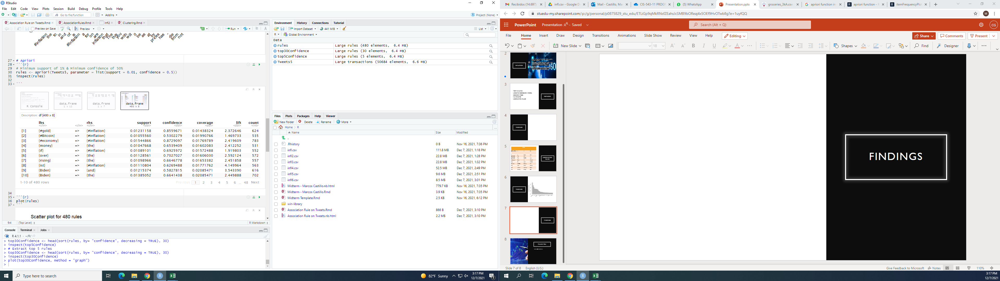 RStudio
File Edit Code View Plots Session Build Debug Profile Tools Help
Go to file/function Addins Project: (None)
Association Rule on Tweets.Rmd AssociationRules.Rmd infl2 Clustering.Rmd
Preview on Save Preview Run
#inflation the to in and of is #Inflation a for on are inflation that The this you with will it be as at by prices has - die from not
27 # Apriori
28 ```{r}
29 # Minimum support of 1% & Minimum confidence of 50%
30 rules <- apriori(Tweets5, parameter = list(support = 0.01, confidence = 0.5))
31 inspect(rules)
32
33 ```
R Console
data.frame 1 x 12
data.frame 1 x 7
data.frame 480 x 8
Description: df [480 x 8]
lhs rhs support confidence coverage lift count
<chr> <chr> <chr> <dbl> <dbl> <dbl> <dbl> <int>
[1] {#gold} => {#inflation} 0.01231158 0.8559671 0.01438324 2.372646 624
[2] {#Bitcoin} => {#inflation} 0.01055560 0.5302279 0.01990766 1.469733 535
[3] {#economy} => {#inflation} 0.01544866 0.8729097 0.01769789 2.419609 783
[4] {money} => {the} 0.01047668 0.6539409 0.01602083 2.412252 531
[5] {if} => {#inflation} 0.01089101 0.6925972 0.01572488 1.919803 552
[6] {over} => {the} 0.01128561 0.7027027 0.01606030 2.592124 572
[7] {rising} => {the} 0.01098966 0.6646778 0.01653382 2.451858 557
[8] {ist} => {#Inflation} 0.01110804 0.6269488 0.01771762 4.149964 563
[9] {Biden} => {and} 0.01215374 0.5827815 0.02085471 3.543390 616
[10] {Biden} => {the} 0.01385052 0.6641438 0.02085471 2.449888 702
1-10 of 480 rows Previous 1 2 3 4 5 6 ... 48 Next
34
35 ```{r}
36 plot(rules)
37 ```
Scatter plot for 480 rules
9:4 (Top Level) R Markdown
Console Terminal Jobs
R 4.1.1 · ~/R/
> top30Confidence <- head(sort(rules, by= "confidence", decreasing = TRUE), 30)
> inspect(top5Confidence)
> # Extract top 5 rules
> top30Confidence <- head(sort(rules, by= "confidence", decreasing = TRUE), 30)
> inspect(top30Confidence)
> plot(top30Confidence, method = "graph")
>
Environment History Connections Tutorial
Import Dataset 441 MiB List
R Global Environment
Data
rules Large rules (480 elements, 6.4 MB)
top30Confidence Large rules (30 elements, 6.4 MB)
top5Confidence Large rules (5 elements, 6.4 MB)
Tweets5 Large transactions (50684 elements, 6.6 MB)
Files Plots Packages Help Viewer
New Folder Delete Rename More
Home R
Name Size Modified
..
.Rhistory 0 B Nov 16, 2021, 7:36 PM
infl.csv 111.8 MB Dec 7, 2021, 1:18 PM
infl2.csv 22.8 MB Dec 7, 2021, 1:28 PM
infl3.csv 22.8 MB Dec 7, 2021, 1:32 PM
infl4.csv 52.5 MB Dec 7, 2021, 2:49 PM
infl5.csv 9.6 MB Dec 7, 2021, 2:51 PM
infl6.csv 8.5 MB Dec 7, 2021, 3:01 PM
Midterm - Marcos Castillo.nb.html 779.7 KB Nov 16, 2021, 7:35 PM
Midterm - Marcos Castillo.Rmd 3.9 KB Nov 16, 2021, 7:35 PM
Midterm Template.Rmd 2.5 KB Nov 16, 2021, 6:12 PM
win-library
Association Rule on Tweets.Rmd 866 B Dec 7, 2021, 3:10 PM
Association Rule on Tweets.nb.html 2.2 MB Dec 7, 2021, 3:10 PM
Type here to search 82°F Sunny 3:17 PM 12/7/2021
Recibidos (14.697) infl.csv - Google Dr Mail - Castillo, Mar CIS-543-11 PROGR (5) WhatsApp Presentation.pptx groceries_3kA.csv apriori function in apriori function - R itemFrequencyPlot
stuedu-my.sharepoint.com/:p:/g/personal/p0875829_stu_edu/ETLiGp9qMkRNsfZEahsJcSMB9bOReaj4x5OEf9HvOTwb8g?e=1uyfQQ
PowerPoint Presentation - Saved Search (Alt + Q) CG
File Home Insert Draw Design Transitions Animations Slide Show Review View Help Editing Share Comments Present
New Slide 18 B I U A Shapes Find Designer
2
INFLATION
3
METHODS
4
FINDINGS
5
ASSOCIATION RULES
6
FINDINGS
7
FINDINGS
8
THANK YOU
FINDINGS
Slide 7 of 8 English (U.S.) Give Feedback to Microsoft Notes 110%
3:17 PM
12/7/2021